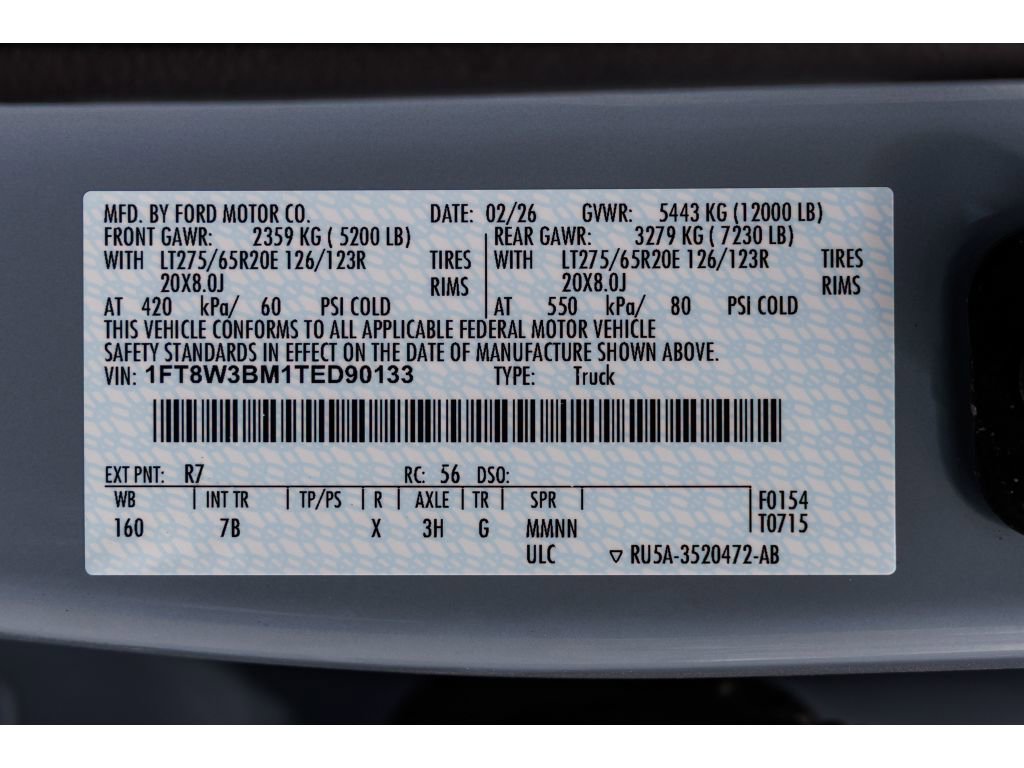 MFD. BY FORD MOTOR CO. DATE: 02/26 GVWR: 5443 KG (12000 LB)
FRONT GAWR: 2359 KG ( 5200 LB) REAR GAWR: 3279 KG ( 7230 LB)
WITH LT275/65R20E 126/123R TIRES WITH LT275/65R20E 126/123R TIRES
20X8.0J RIMS 20X8.0J RIMS
AT 420 kPa/ 60 PSI COLD AT 550 kPa/ 80 PSI COLD
THIS VEHICLE CONFORMS TO ALL APPLICABLE FEDERAL MOTOR VEHICLE
SAFETY STANDARDS IN EFFECT ON THE DATE OF MANUFACTURE SHOWN ABOVE.
VIN: 1FT8W3BM1TED90133 TYPE: Truck
EXT PNT: R7 RC: 56 DSO:
WB INT TR TP/PS R AXLE TR SPR F0154
160 7B X 3H G MMNN T0715
ULC ▽ RU5A-3520472-AB